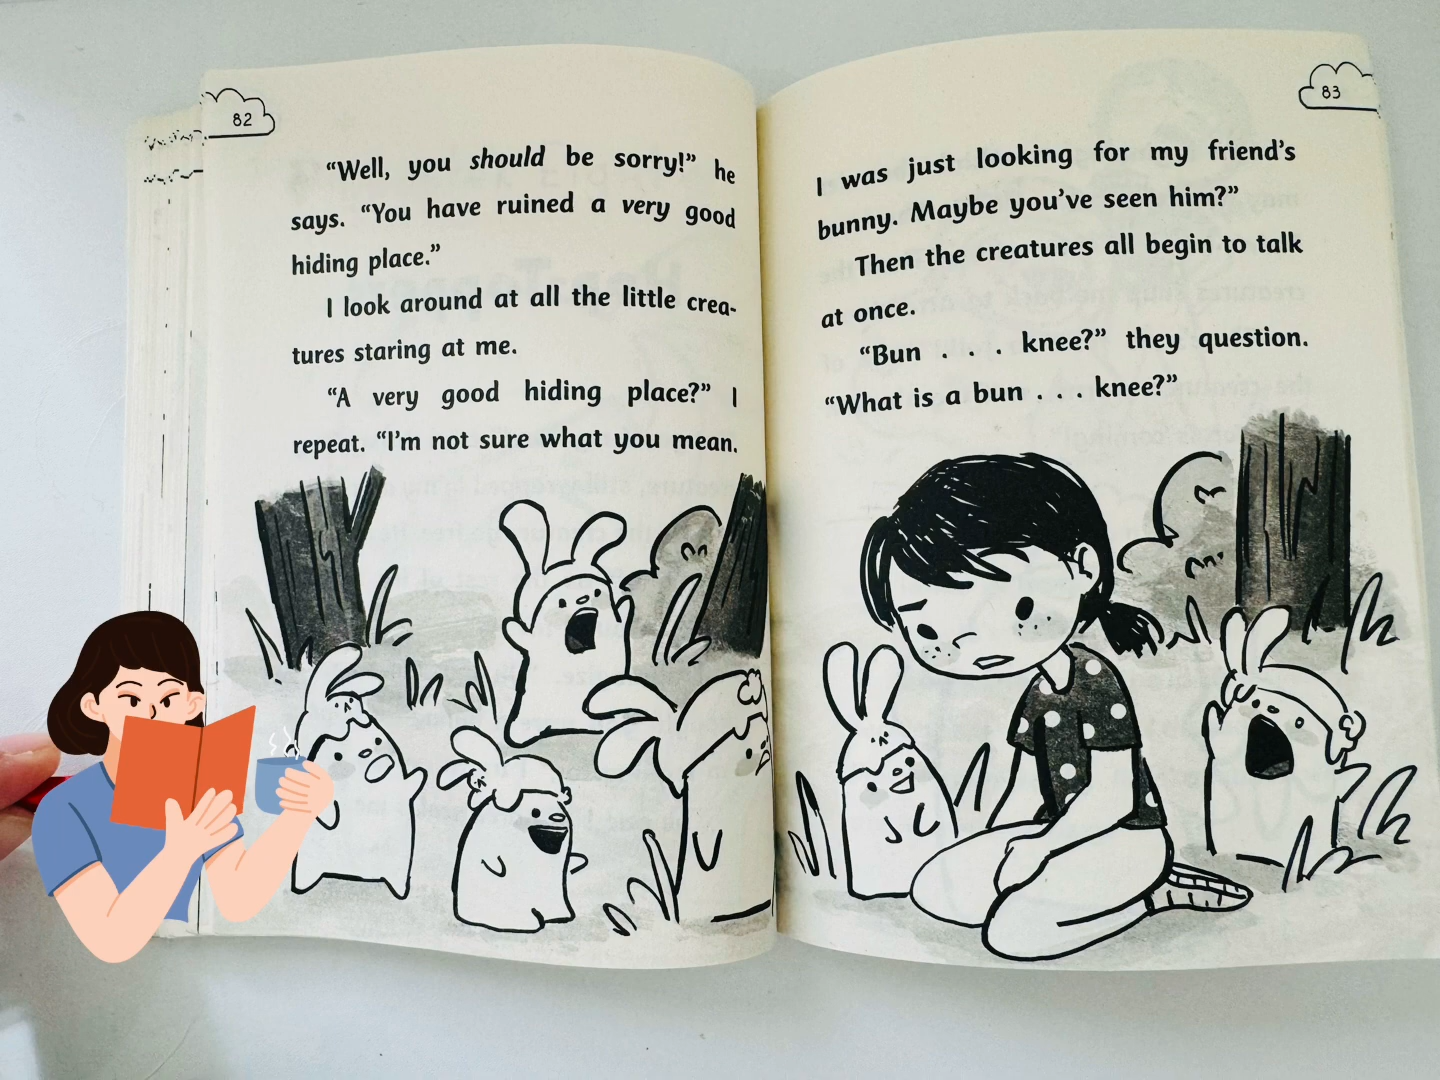 82
“Well, you should be sorry!” he
says. “You have ruined a very good
hiding place.”
I look around at all the little crea-
tures staring at me.
“A very good hiding place?” I
repeat. “I’m not sure what you mean.
83
I was just looking for my friend’s
bunny. Maybe you’ve seen him?”
Then the creatures all begin to talk
at once.
“Bun . . . knee?” they question.
“What is a bun . . . knee?”